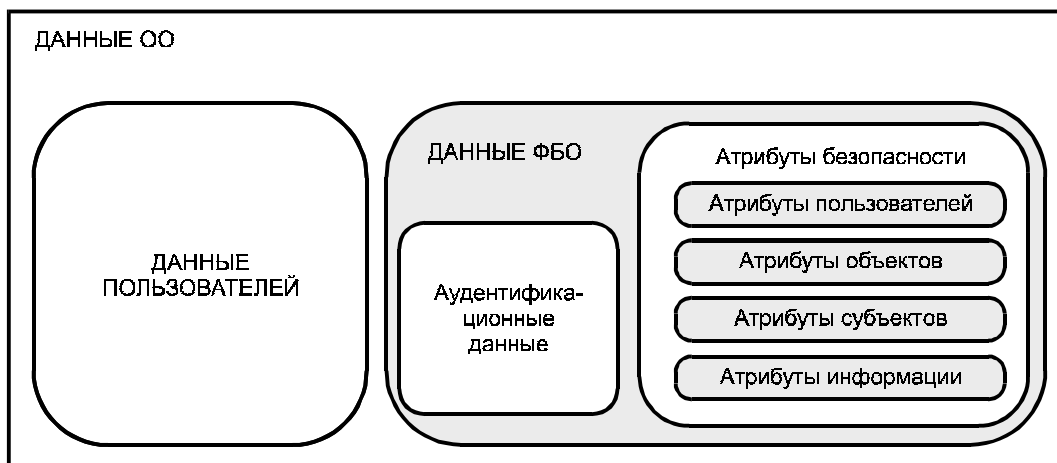 ДАННЫЕ ОО
ДАННЫЕ
ПОЛЬЗОВАТЕЛЕЙ
ДАННЫЕ ФБО
Аудентифика-
ционные
данные
Атрибуты безопасности
Атрибуты пользователей
Атрибуты объектов
Атрибуты субъектов
Атрибуты информации